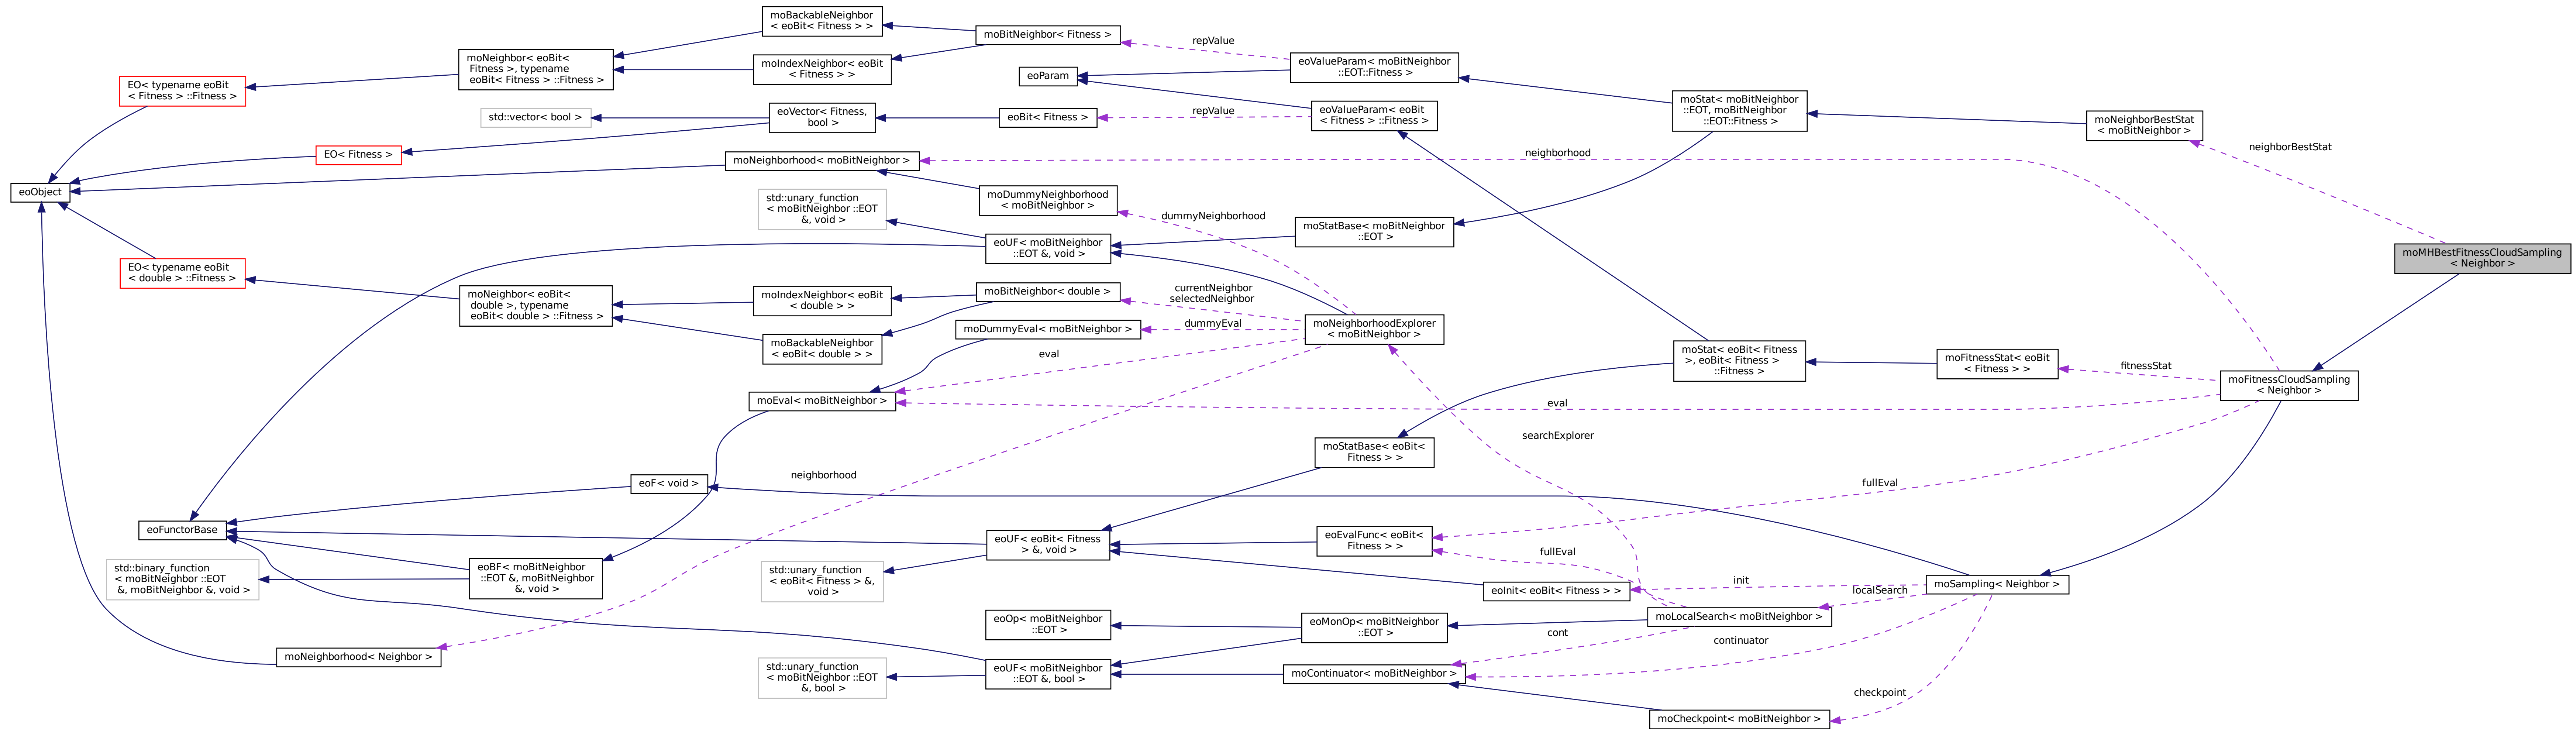 moBackableNeighbor
< eoBit< Fitness > >
moBitNeighbor< Fitness >
repValue
moNeighbor< eoBit<
Fitness >, typename
eoBit< Fitness > ::Fitness >
moIndexNeighbor< eoBit
< Fitness > >
eoParam
eoValueParam< moBitNeighbor
::EOT::Fitness >
EO< typename eoBit
< Fitness > ::Fitness >
std::vector< bool >
eoVector< Fitness,
bool >
eoBit< Fitness >
repValue
eoValueParam< eoBit
< Fitness > ::Fitness >
moStat< moBitNeighbor
::EOT, moBitNeighbor
::EOT::Fitness >
moNeighborBestStat
< moBitNeighbor >
neighborBestStat
EO< Fitness >
moNeighborhood< moBitNeighbor >
neighborhood
eoObject
std::unary_function
< moBitNeighbor ::EOT
&, void >
moDummyNeighborhood
< moBitNeighbor >
dummyNeighborhood
eoUF< moBitNeighbor
::EOT &, void >
moStatBase< moBitNeighbor
::EOT >
moMHBestFitnessCloudSampling
< Neighbor >
EO< typename eoBit
< double > ::Fitness >
moNeighbor< eoBit<
double >, typename
eoBit< double > ::Fitness >
moIndexNeighbor< eoBit
< double > >
moBitNeighbor< double >
currentNeighbor
selectedNeighbor
moBackableNeighbor
< eoBit< double > >
moDummyEval< moBitNeighbor >
dummyEval
moNeighborhoodExplorer
< moBitNeighbor >
eval
moStat< eoBit< Fitness
>, eoBit< Fitness >
::Fitness >
moFitnessStat< eoBit
< Fitness > >
fitnessStat
moFitnessCloudSampling
< Neighbor >
moEval< moBitNeighbor >
eval
searchExplorer
moStatBase< eoBit<
Fitness > >
neighborhood
eoF< void >
fullEval
eoFunctorBase
eoUF< eoBit< Fitness
> &, void >
eoEvalFunc< eoBit<
Fitness > >
fullEval
std::binary_function
< moBitNeighbor ::EOT
&, moBitNeighbor &, void >
eoBF< moBitNeighbor
::EOT &, moBitNeighbor
&, void >
std::unary_function
< eoBit< Fitness > &,
void >
eoInit< eoBit< Fitness > >
init
moSampling< Neighbor >
localSearch
eoOp< moBitNeighbor
::EOT >
eoMonOp< moBitNeighbor
::EOT >
moLocalSearch< moBitNeighbor >
cont
continuator
moNeighborhood< Neighbor >
std::unary_function
< moBitNeighbor ::EOT
&, bool >
eoUF< moBitNeighbor
::EOT &, bool >
moContinuator< moBitNeighbor >
checkpoint
moCheckpoint< moBitNeighbor >